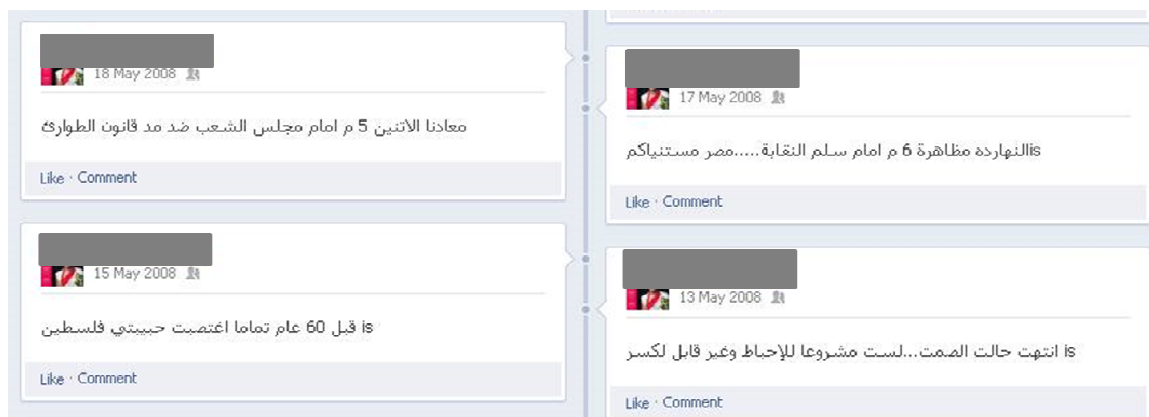 18 May 2008
معادنا الاتنين 5 م امام مجلس الشعب ضد مد قانون الطوارئ
Like · Comment
17 May 2008
isالنهارده مظاهرة 6 م امام سلم النقابة.....مصر مستنياكم
Like · Comment
15 May 2008
is قبل 60 عام تماما اغتصبت حبيبتي فلسطين
Like · Comment
13 May 2008
is انتهت حالت الصمت...لست مشروعا للإحباط وغير قابل لكسر
Like · Comment